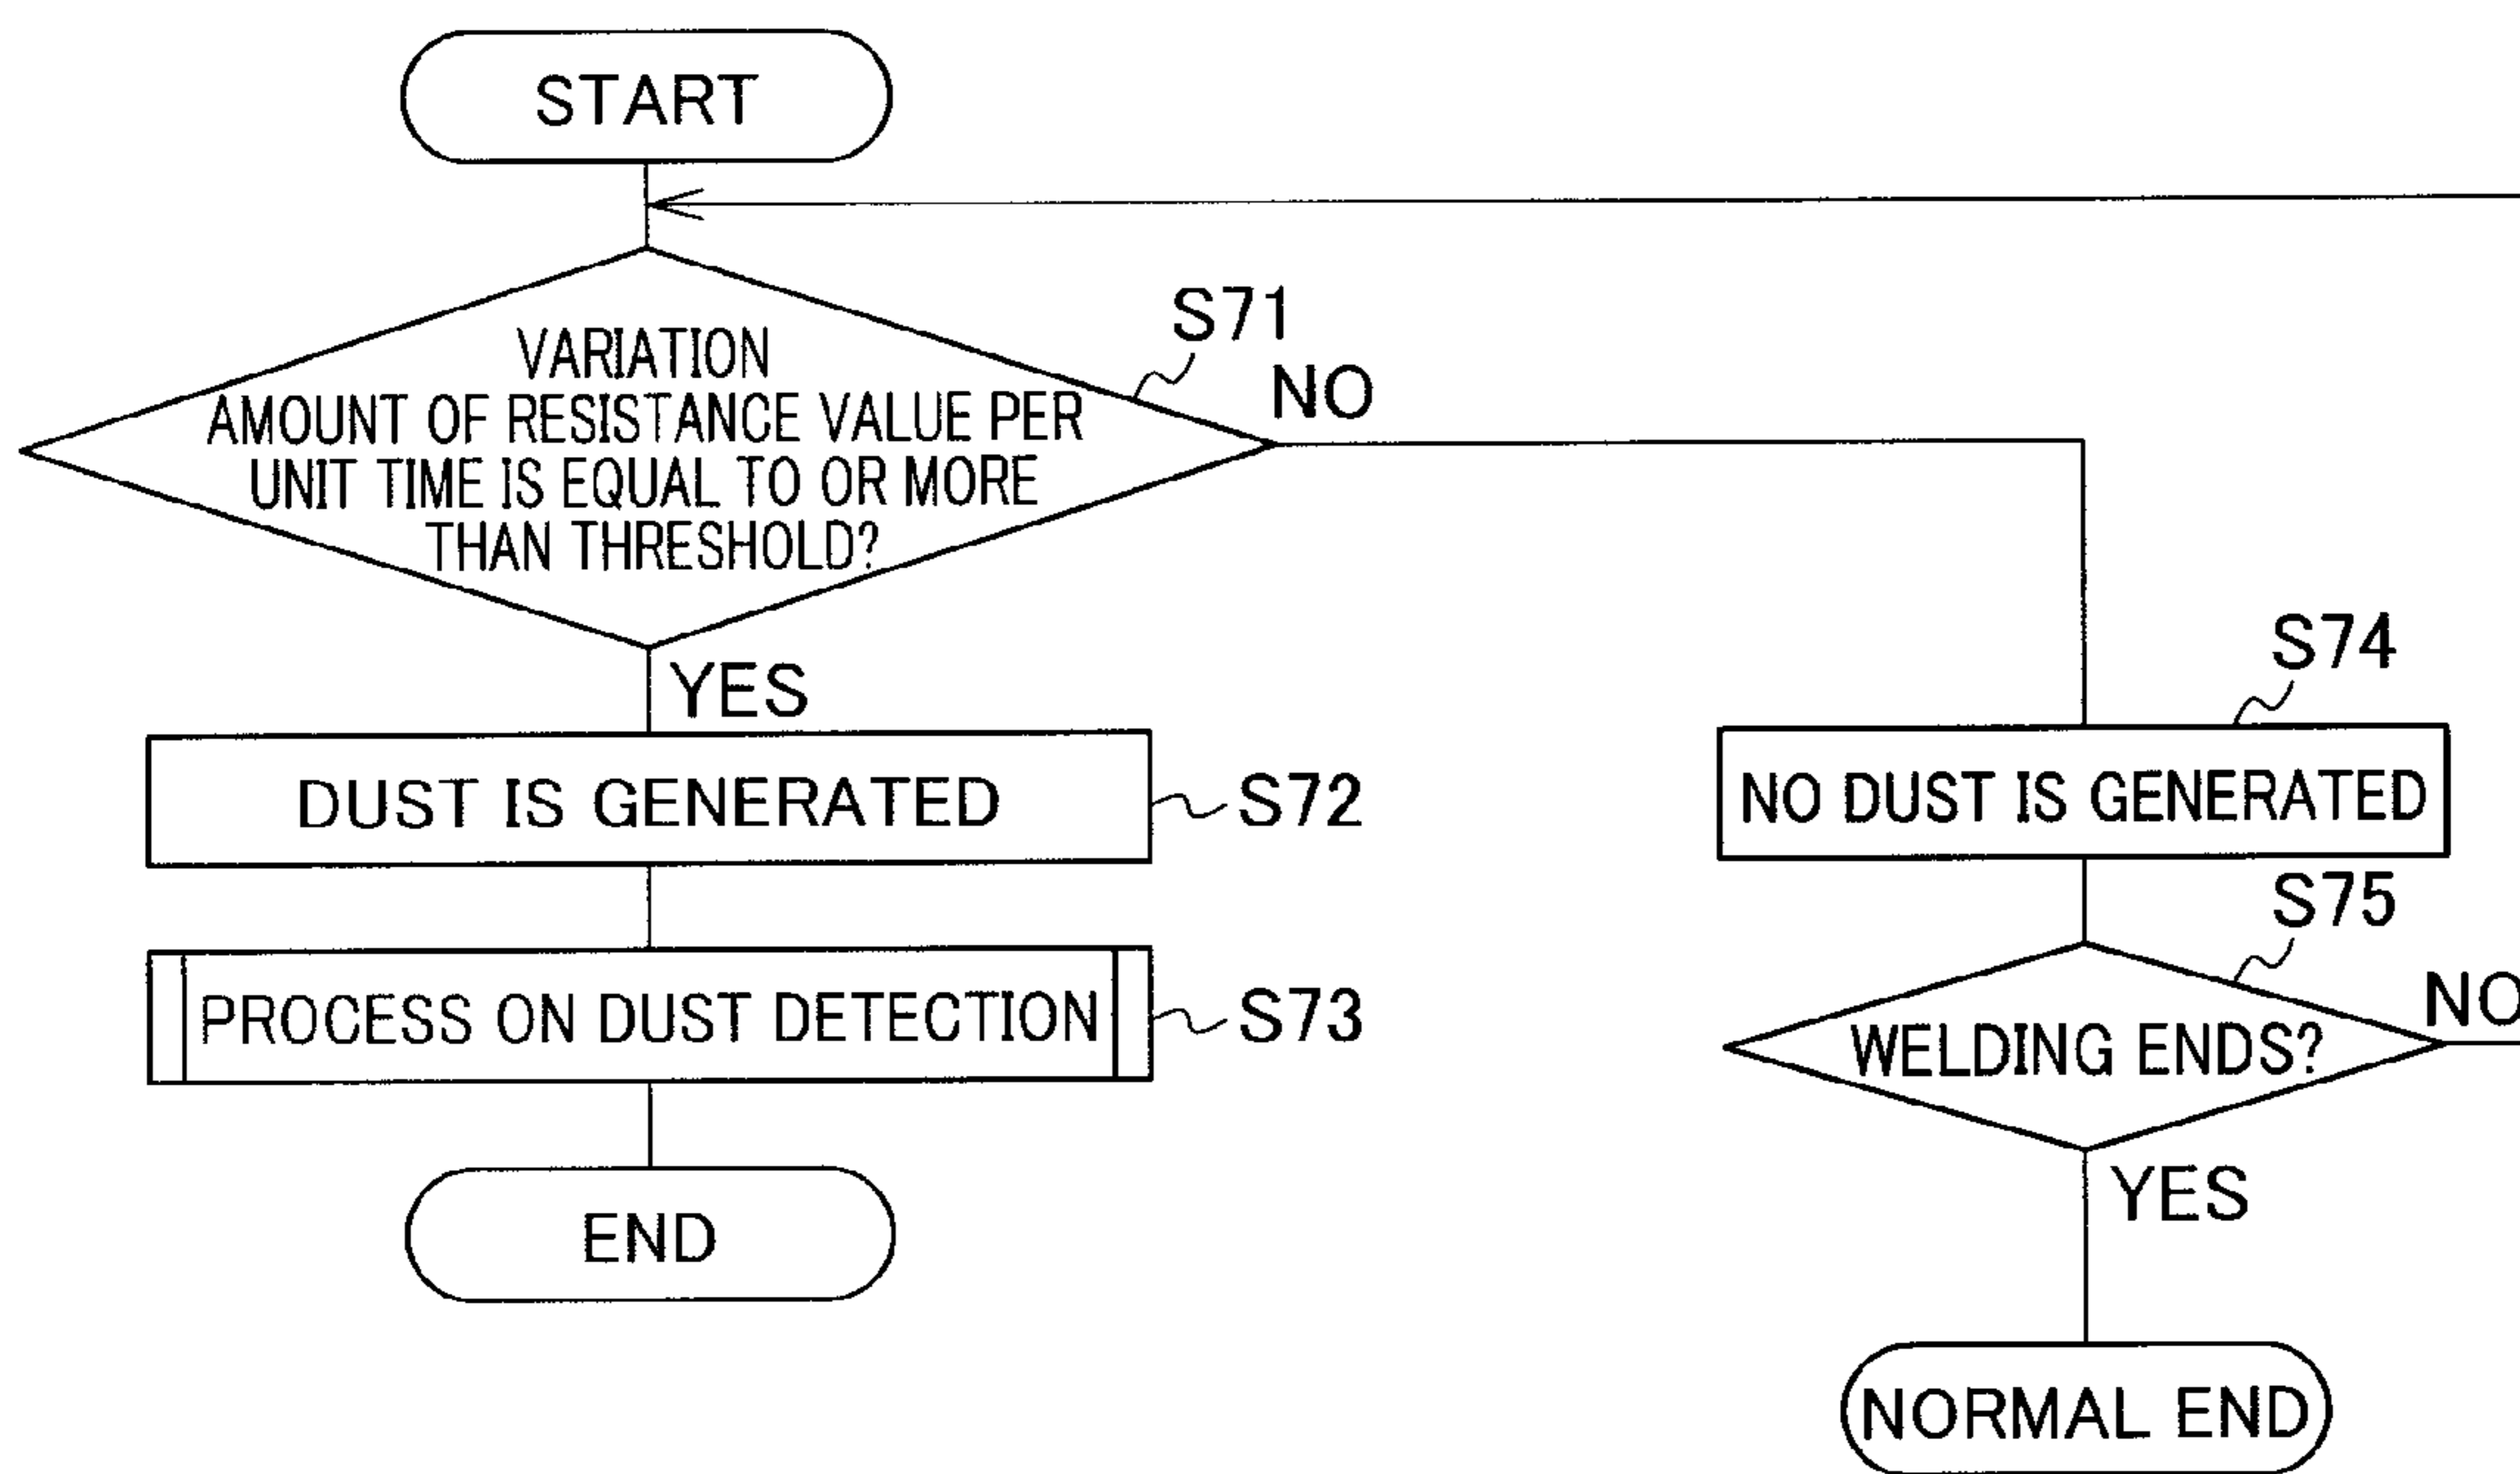 START
S71
VARIATION
AMOUNT OF RESISTANCE VALUE PER
UNIT TIME IS EQUAL TO OR MORE
THAN THRESHOLD?
NO
YES
DUST IS GENERATED
S72
PROCESS ON DUST DETECTION
S73
END
S74
NO DUST IS GENERATED
S75
WELDING ENDS?
NO
YES
NORMAL END